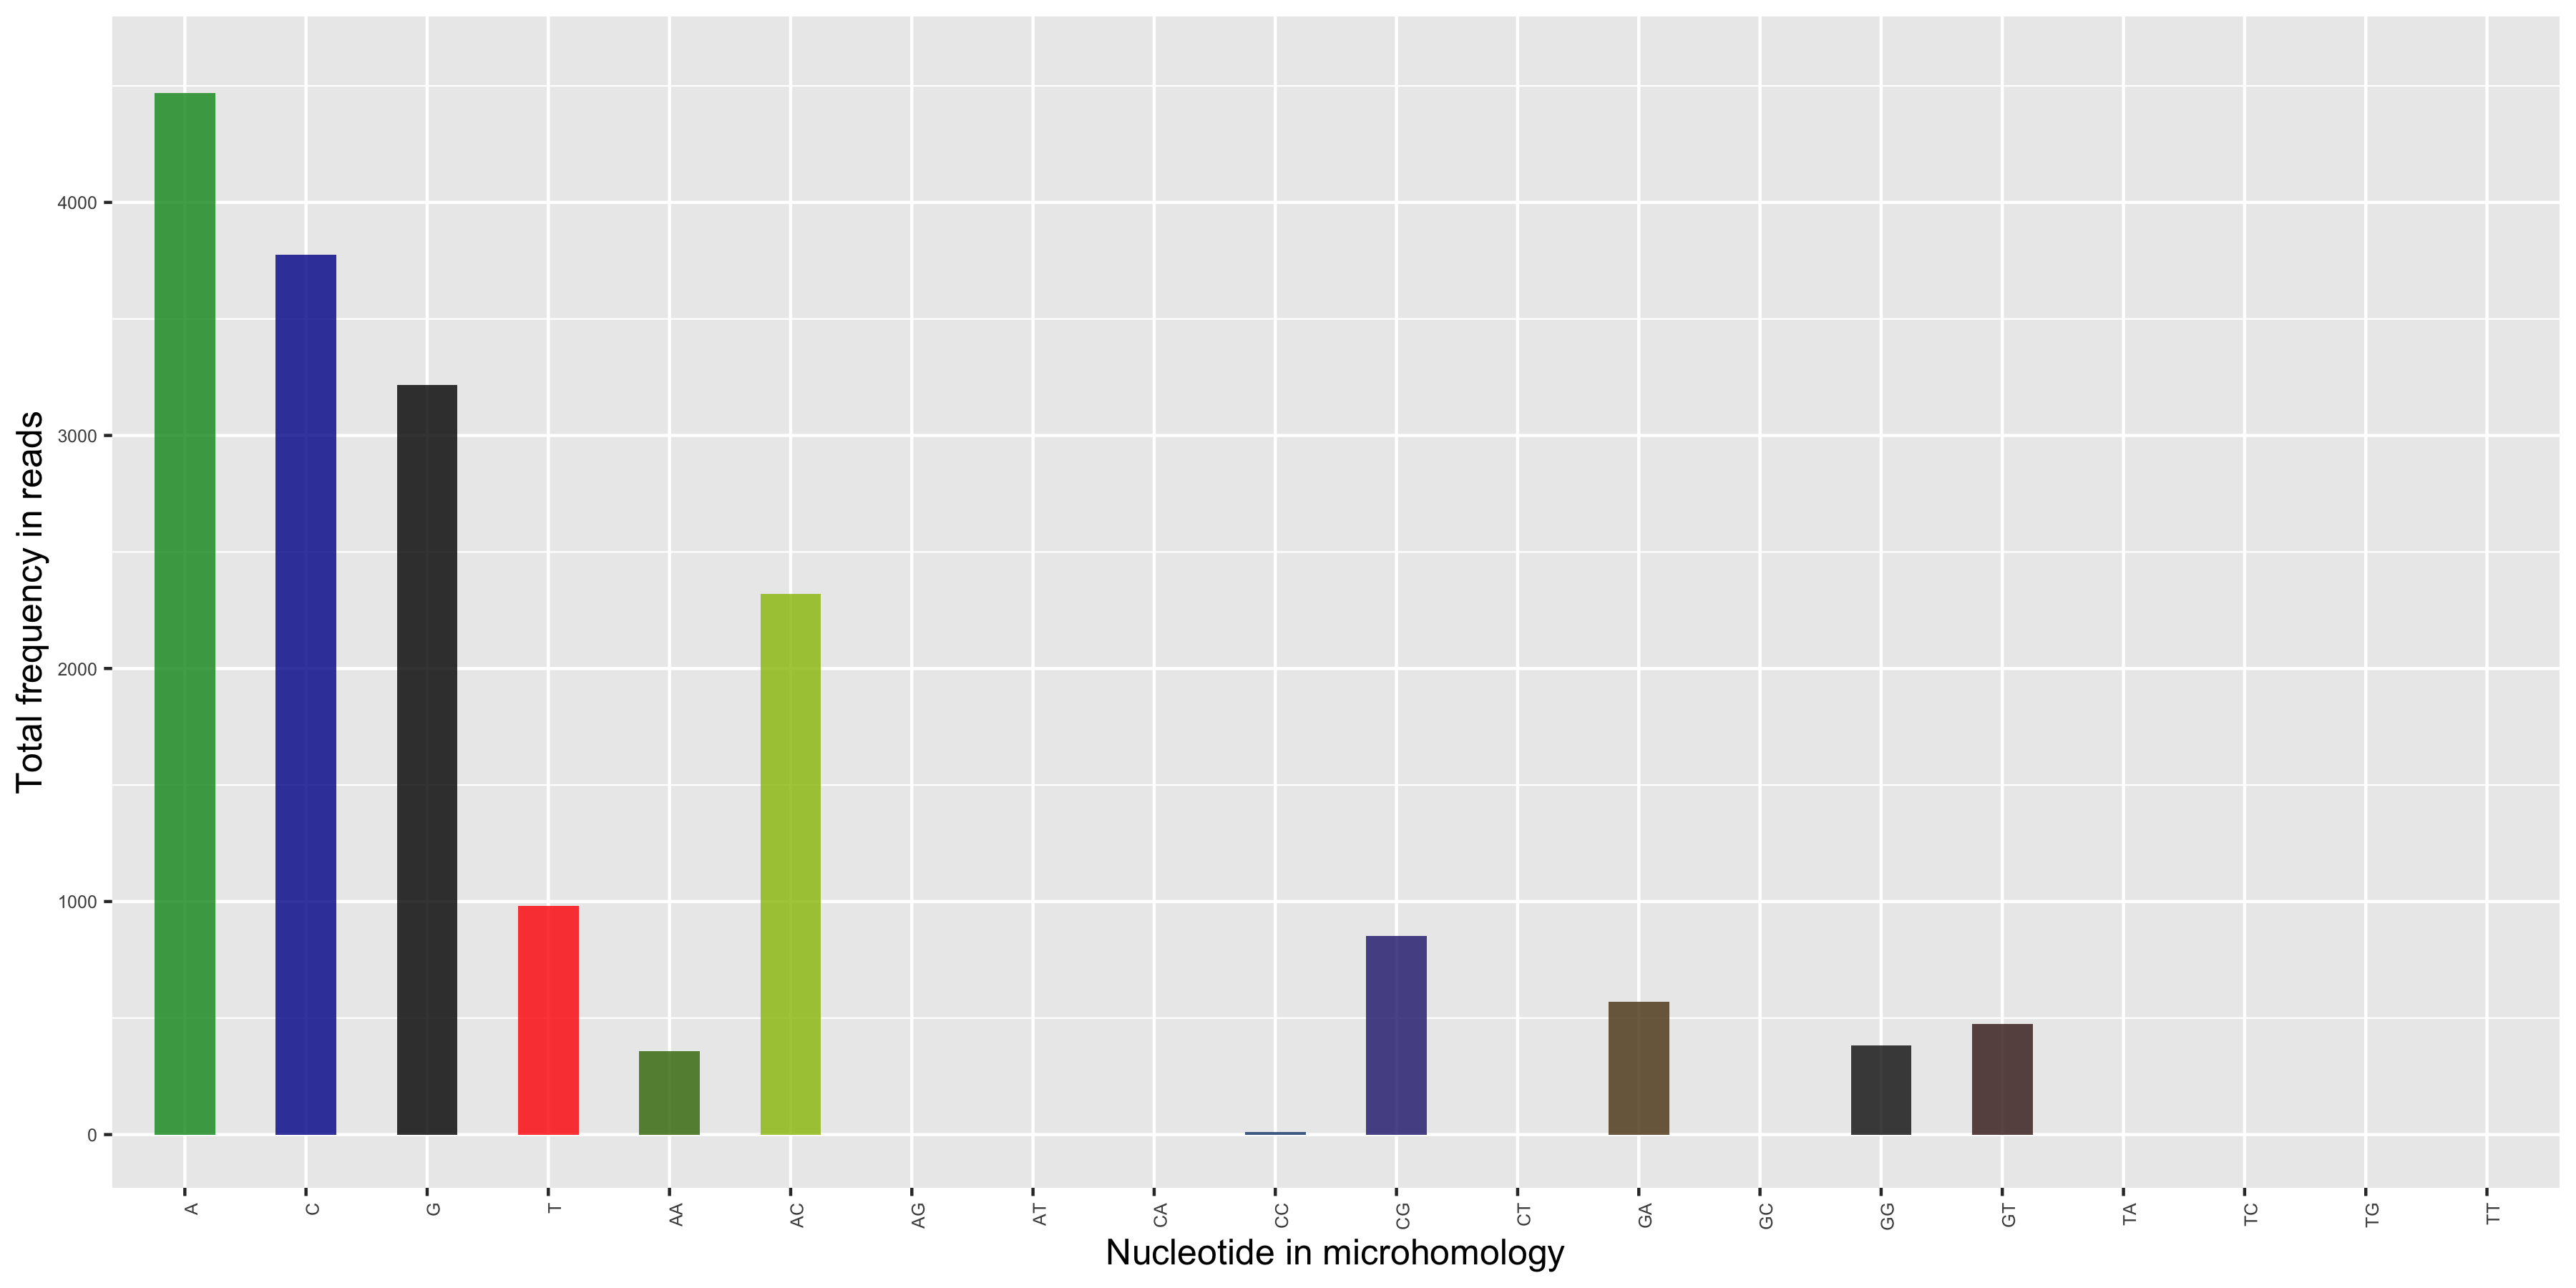 Total frequency in reads
4000
3000
2000
1000
0
A C G T AA AC AG AT CA CC CG CT GA GC GG GT TA TC TG TT
Nucleotide in microhomology